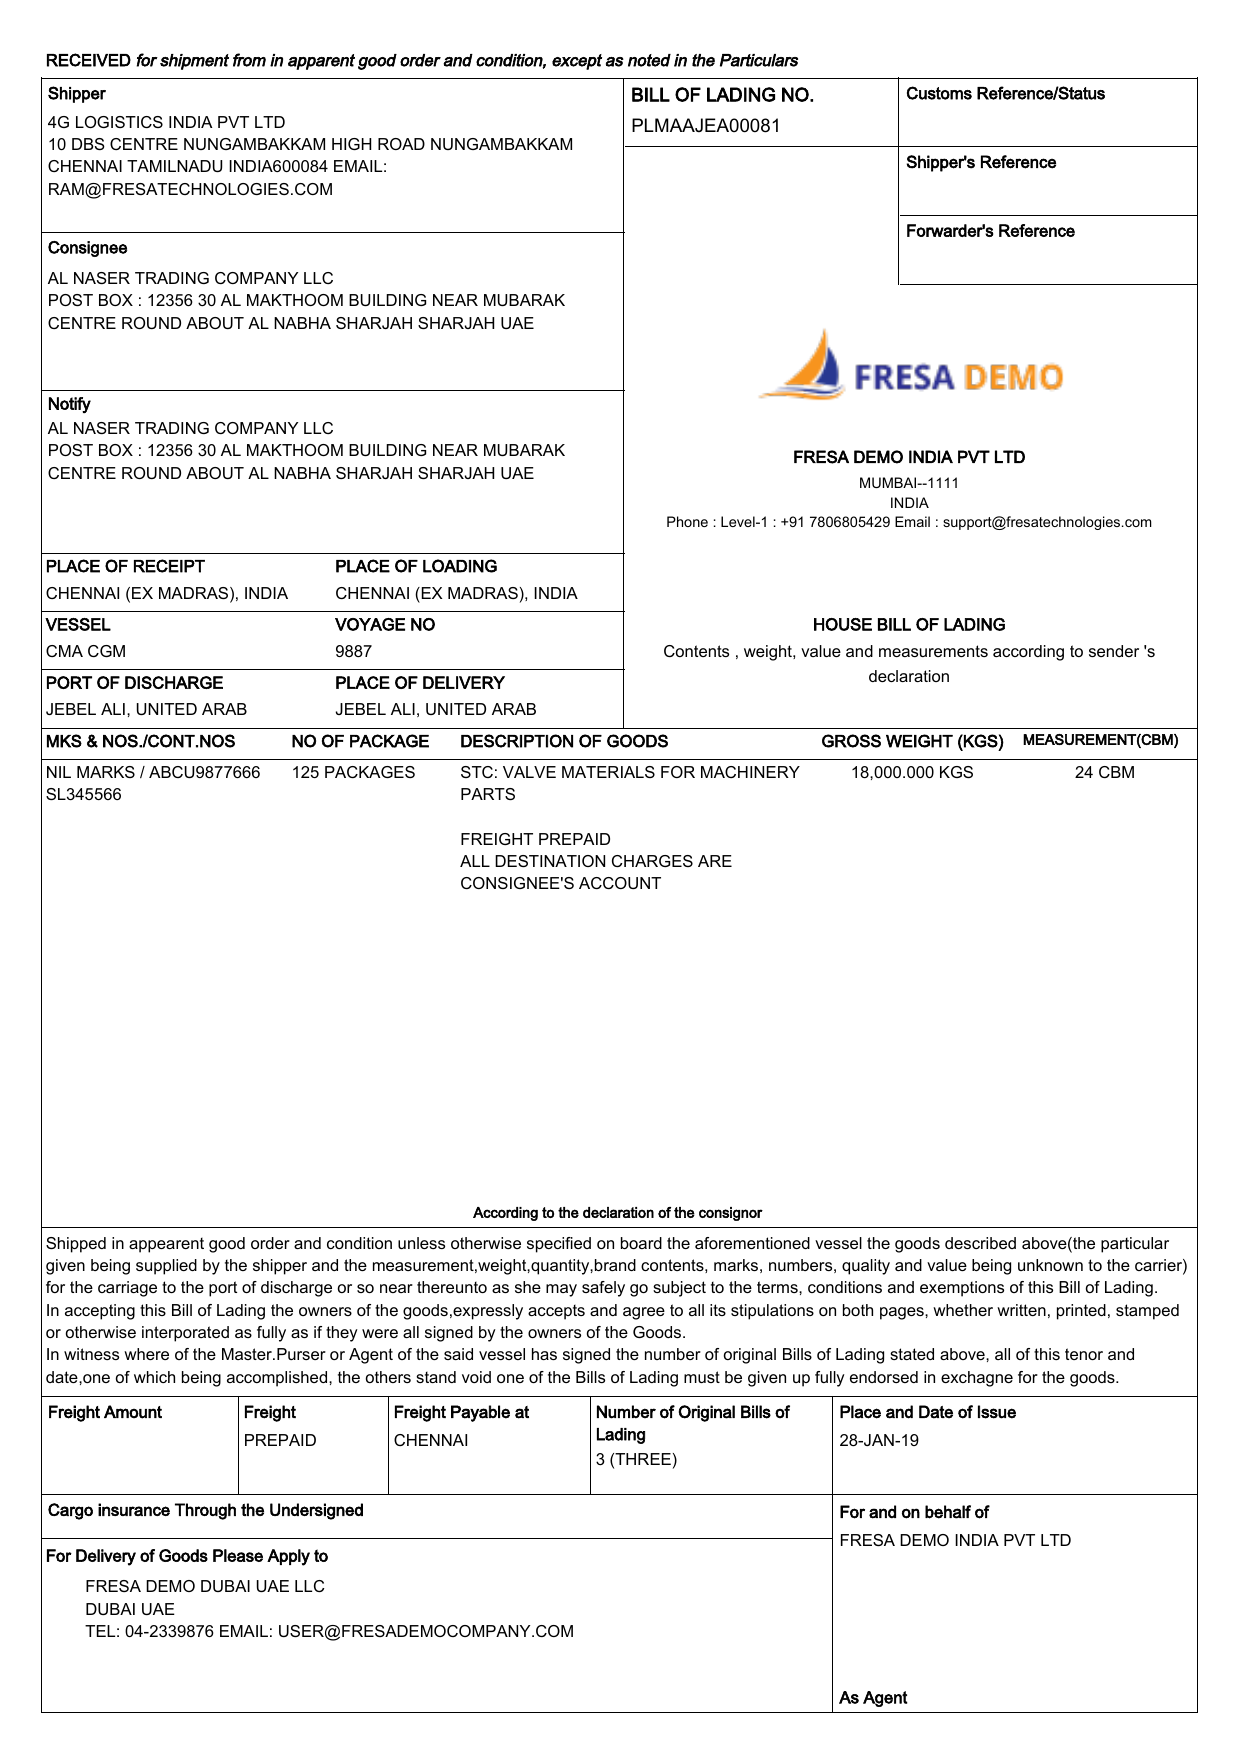 RECEIVED for shipment from in apparent good order and condition, except as noted in the Particulars
Shipper
4G LOGISTICS INDIA PVT LTD
10 DBS CENTRE NUNGAMBAKKAM HIGH ROAD NUNGAMBAKKAM
CHENNAI TAMILNADU INDIA600084 EMAIL:
RAM@FRESATECHNOLOGIES.COM
BILL OF LADING NO.
PLMAAJEA00081
Customs Reference/Status
Shipper's Reference
Forwarder's Reference
Consignee
AL NASER TRADING COMPANY LLC
POST BOX : 12356 30 AL MAKTHOOM BUILDING NEAR MUBARAK
CENTRE ROUND ABOUT AL NABHA SHARJAH SHARJAH UAE
Notify
AL NASER TRADING COMPANY LLC
POST BOX : 12356 30 AL MAKTHOOM BUILDING NEAR MUBARAK
CENTRE ROUND ABOUT AL NABHA SHARJAH SHARJAH UAE
FRESA DEMO
FRESA DEMO INDIA PVT LTD
MUMBAI--1111
INDIA
Phone : Level-1 : +91 7806805429 Email : support@fresatechnologies.com
PLACE OF RECEIPT PLACE OF LOADING
CHENNAI (EX MADRAS), INDIA CHENNAI (EX MADRAS), INDIA
VESSEL VOYAGE NO
CMA CGM 9887
PORT OF DISCHARGE PLACE OF DELIVERY
JEBEL ALI, UNITED ARAB JEBEL ALI, UNITED ARAB
HOUSE BILL OF LADING
Contents , weight, value and measurements according to sender 's
declaration
MKS & NOS./CONT.NOS NO OF PACKAGE DESCRIPTION OF GOODS GROSS WEIGHT (KGS) MEASUREMENT(CBM)
NIL MARKS / ABCU9877666 125 PACKAGES STC: VALVE MATERIALS FOR MACHINERY 18,000.000 KGS 24 CBM
SL345566 PARTS
FREIGHT PREPAID
ALL DESTINATION CHARGES ARE
CONSIGNEE'S ACCOUNT
According to the declaration of the consignor
Shipped in appearent good order and condition unless otherwise specified on board the aforementioned vessel the goods described above(the particular
given being supplied by the shipper and the measurement,weight,quantity,brand contents, marks, numbers, quality and value being unknown to the carrier)
for the carriage to the port of discharge or so near thereunto as she may safely go subject to the terms, conditions and exemptions of this Bill of Lading.
In accepting this Bill of Lading the owners of the goods,expressly accepts and agree to all its stipulations on both pages, whether written, printed, stamped
or otherwise interporated as fully as if they were all signed by the owners of the Goods.
In witness where of the Master.Purser or Agent of the said vessel has signed the number of original Bills of Lading stated above, all of this tenor and
date,one of which being accomplished, the others stand void one of the Bills of Lading must be given up fully endorsed in exchagne for the goods.
Freight Amount
Freight
PREPAID
Freight Payable at
CHENNAI
Number of Original Bills of
Lading
3 (THREE)
Place and Date of Issue
28-JAN-19
Cargo insurance Through the Undersigned
For Delivery of Goods Please Apply to
FRESA DEMO DUBAI UAE LLC
DUBAI UAE
TEL: 04-2339876 EMAIL: USER@FRESADEMOCOMPANY.COM
For and on behalf of
FRESA DEMO INDIA PVT LTD
As Agent